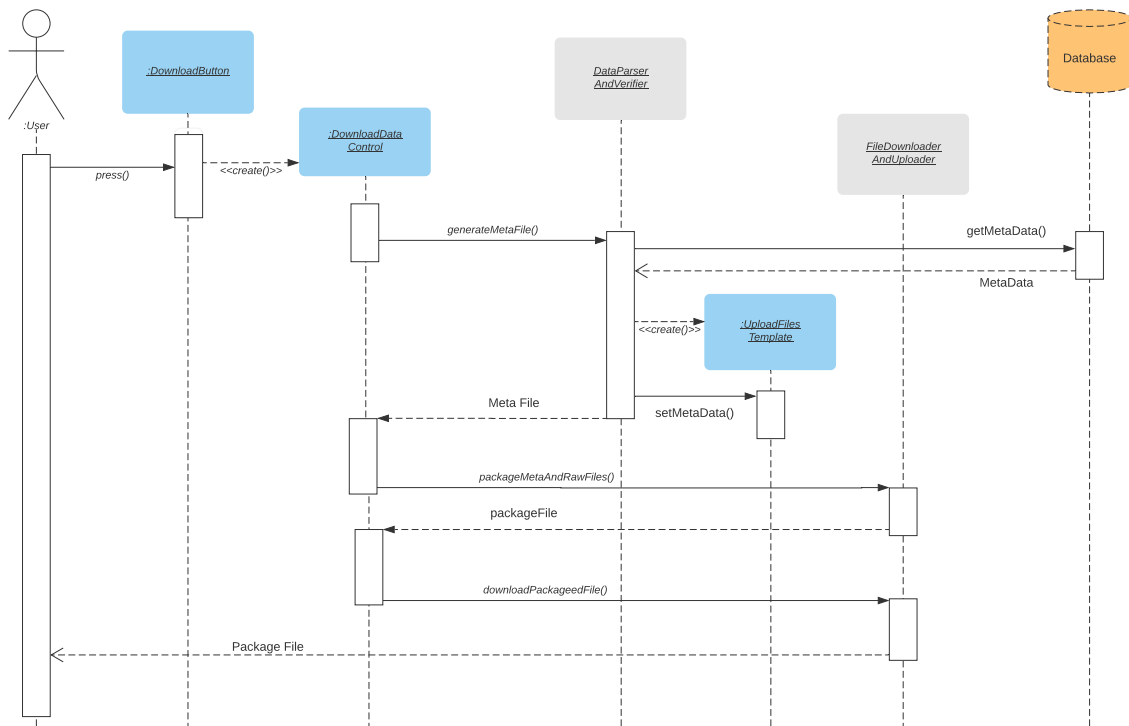 :DownloadButton
DataParser
AndVerifier
Database
:User
:DownloadData
Control
FileDownloader
AndUploader
press()
<<create()>>
generateMetaFile()
getMetaData()
MetaData
<<create()>>
:UploadFiles
Template
Meta File
setMetaData()
packageMetaAndRawFiles()
packageFile
downloadPackageedFile()
Package File